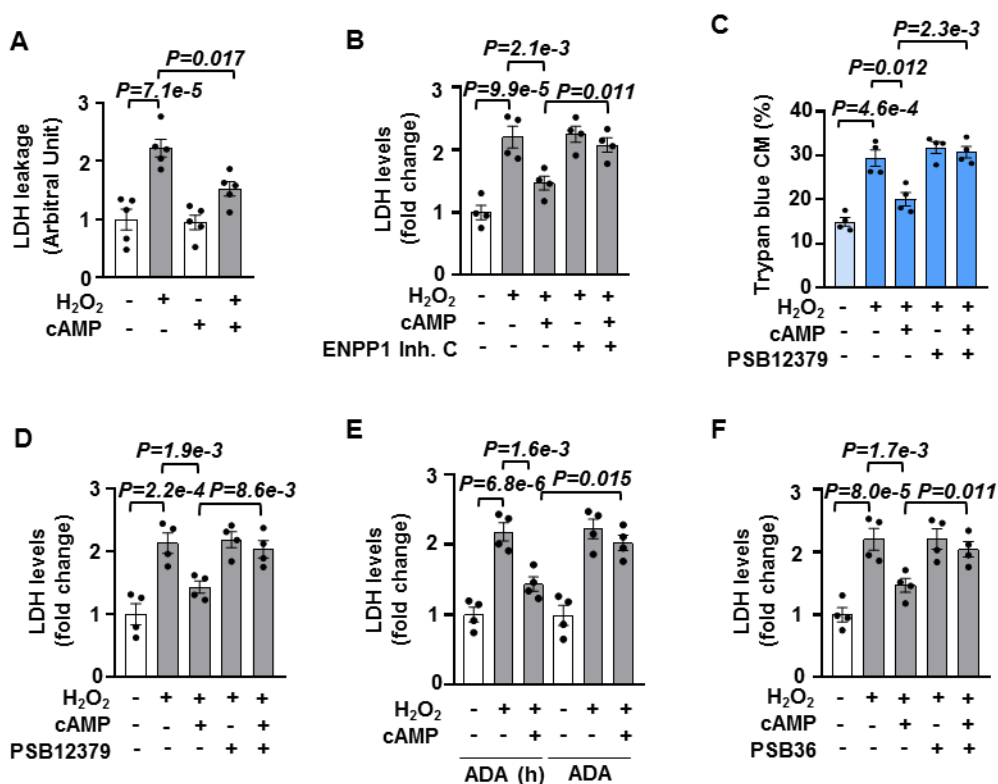 A
P=0.017
P=7.1e-5
LDH leakage
(Arbitral Unit)
3
2
1
0
H₂O₂ - + - +
cAMP - - + +
B
P=2.1e-3
P=9.9e-5 P=0.011
LDH levels
(fold change)
3
2
1
0
H₂O₂ - + + + +
cAMP - - + - +
ENPP1 Inh. C - - - + +
C
P=2.3e-3
P=0.012
P=4.6e-4
Trypan blue CM (%)
40
30
20
10
0
H₂O₂ - + + + +
cAMP - - + - +
PSB12379 - - - + +
D
P=1.9e-3
P=2.2e-4 P=8.6e-3
LDH levels
(fold change)
3
2
1
0
H₂O₂ - + + + +
cAMP - - + - +
PSB12379 - - - + +
E
P=1.6e-3
P=6.8e-6 P=0.015
LDH levels
(fold change)
3
2
1
0
H₂O₂ - + + - + +
cAMP - - + - - +
ADA (h) ADA
F
P=1.7e-3
P=8.0e-5 P=0.011
LDH levels
(fold change)
3
2
1
0
H₂O₂ - + + + +
cAMP - - + - +
PSB36 - - - + +